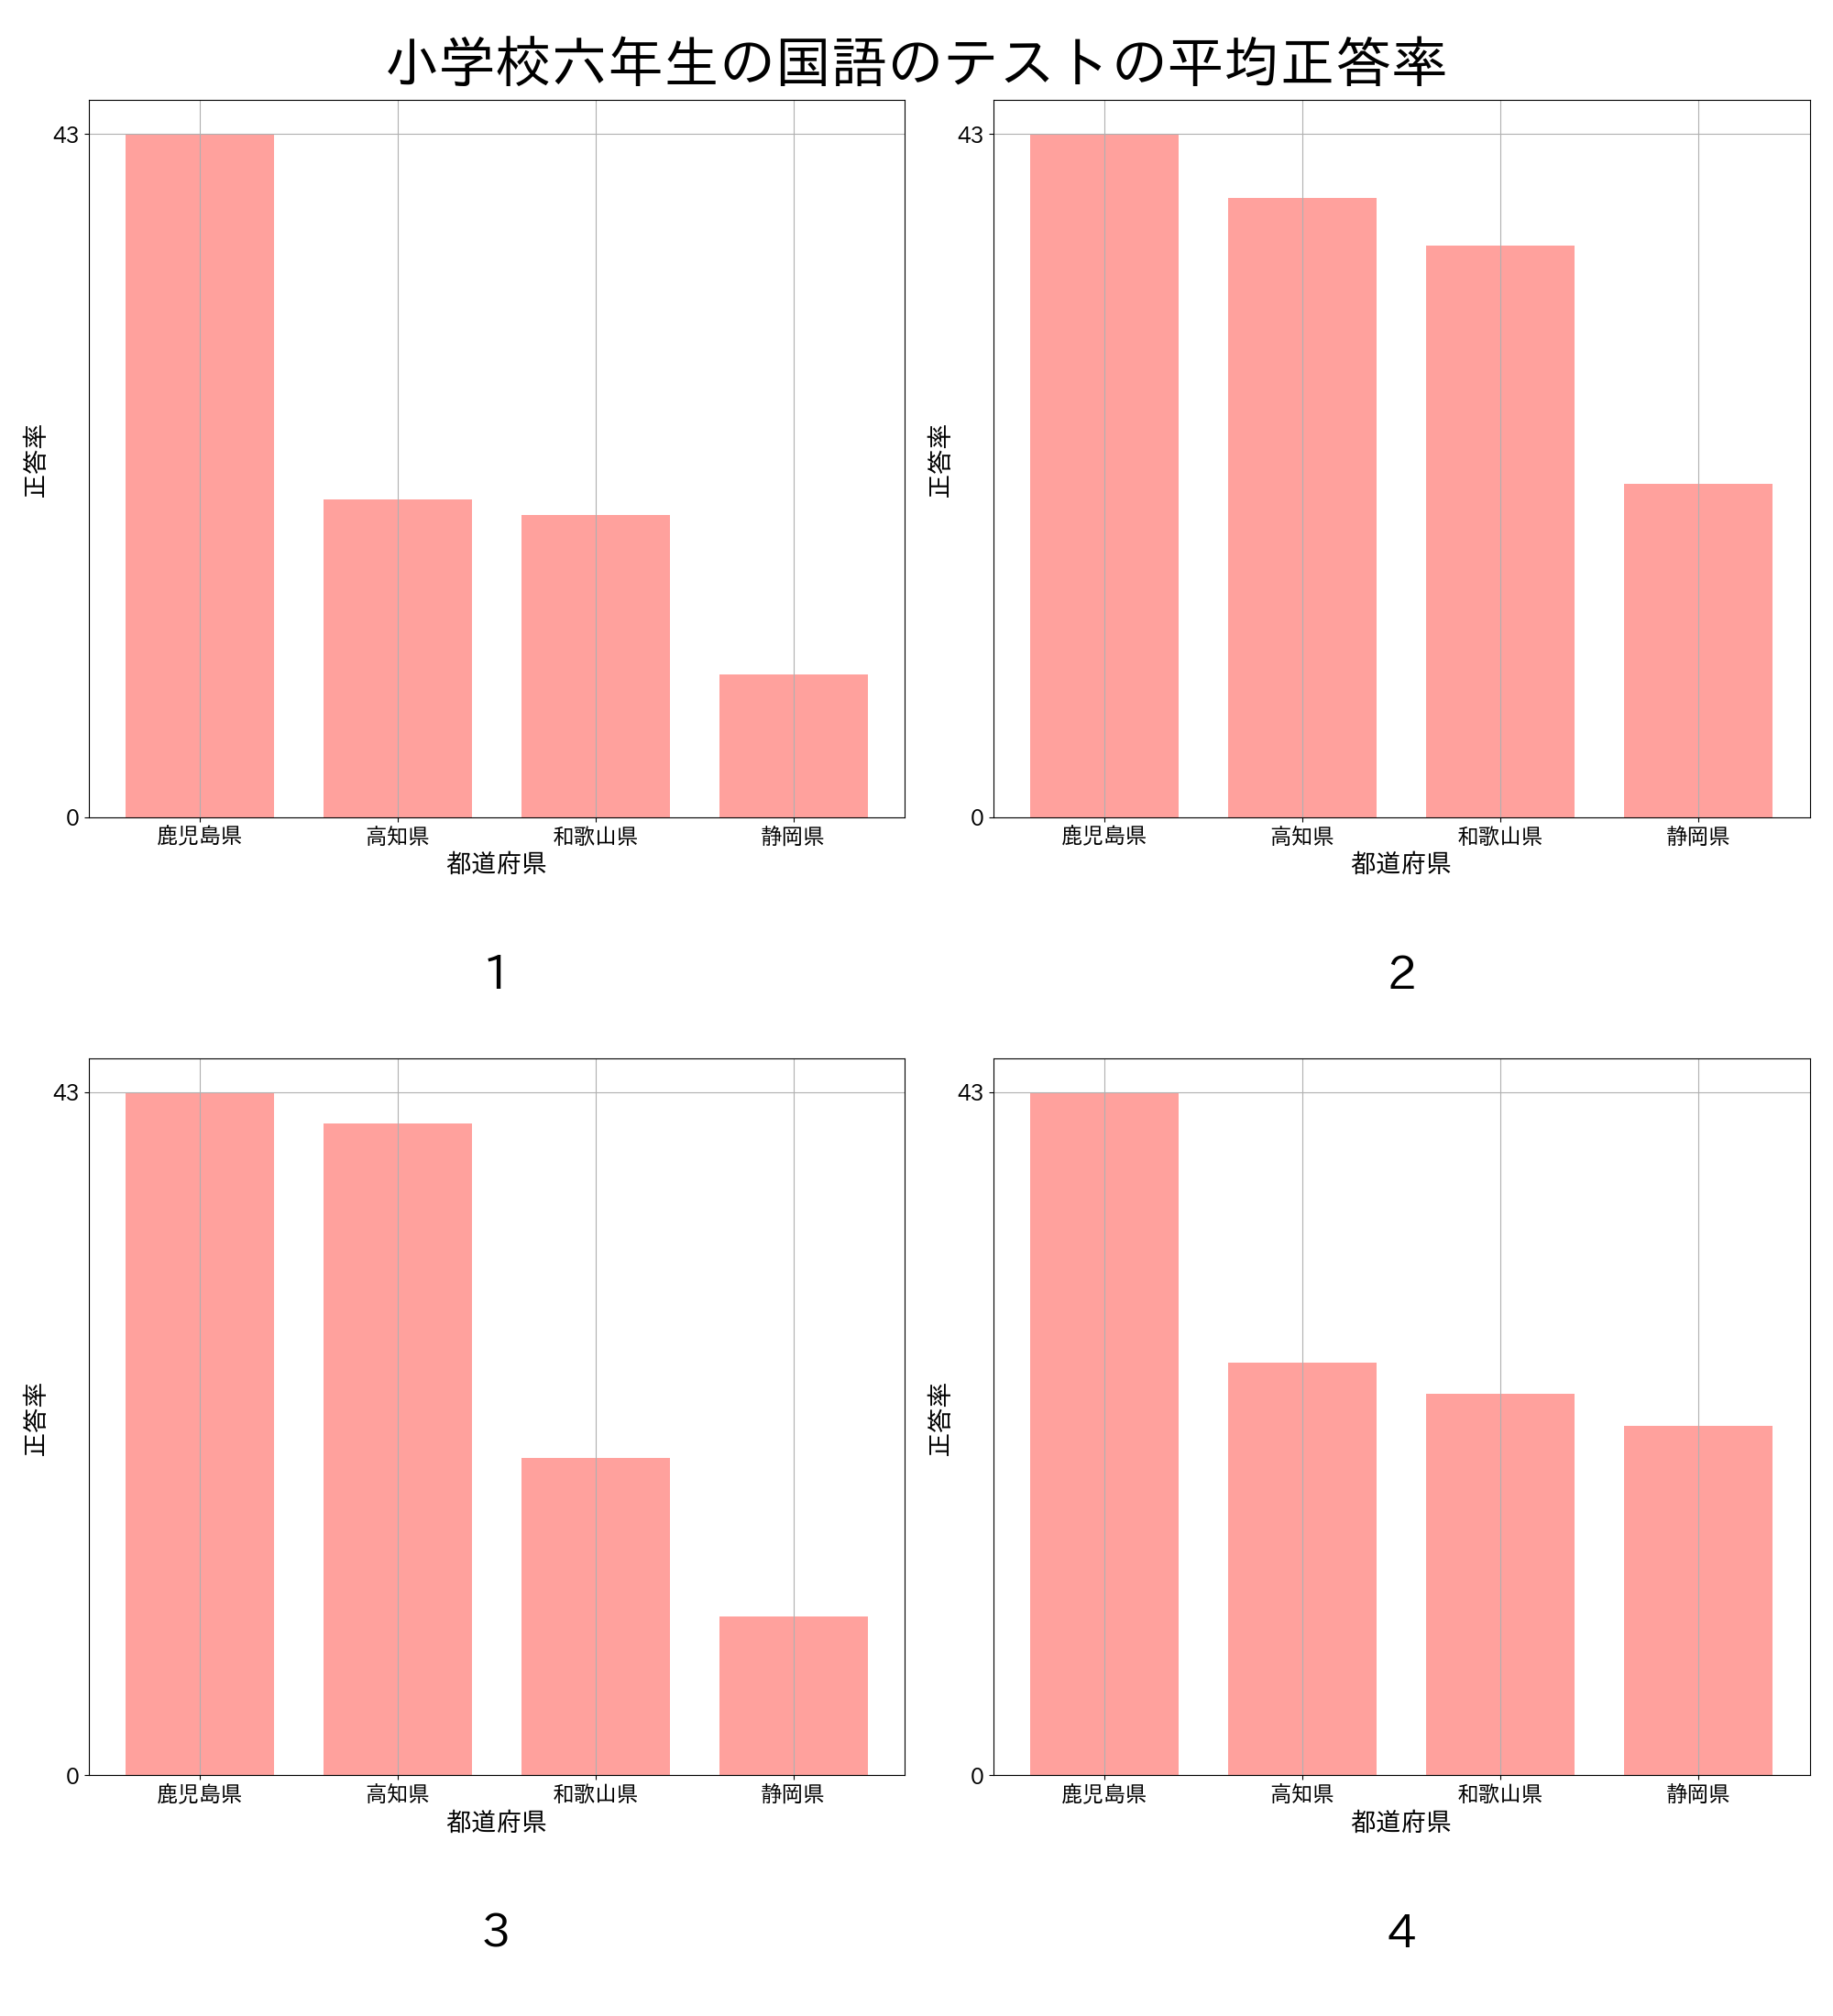 小学校六年生の国語のテストの平均正答率
43
0
正答率
鹿児島県 高知県 和歌山県 静岡県
都道府県
1
43
0
正答率
鹿児島県 高知県 和歌山県 静岡県
都道府県
2
43
0
正答率
鹿児島県 高知県 和歌山県 静岡県
都道府県
3
43
0
正答率
鹿児島県 高知県 和歌山県 静岡県
都道府県
4